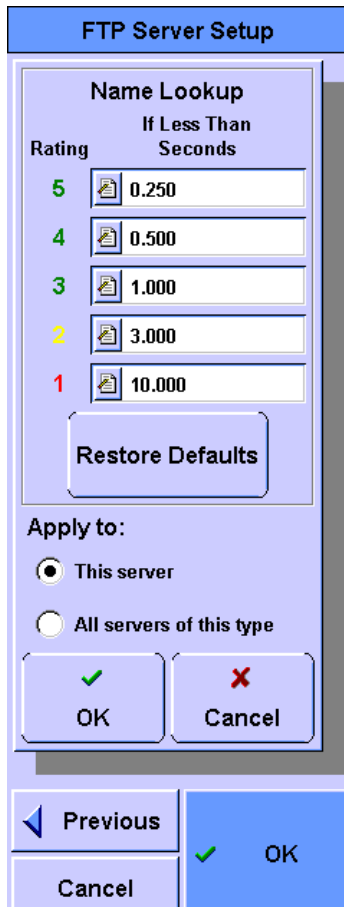 FTP Server Setup
Name Lookup
If Less Than
Rating Seconds
5 0.250
4 0.500
3 1.000
2 3.000
1 10.000
Restore Defaults
Apply to:
This server
All servers of this type
OK Cancel
Previous
OK
Cancel